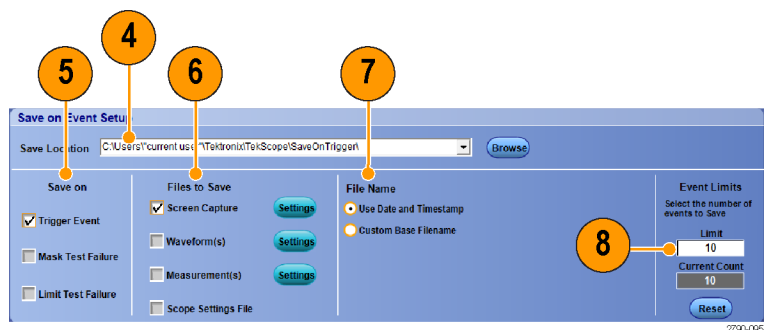 4
5
6
7
Save on Event Setup
Save Location C:\Users\"current user"\Tektronix\TekScope\SaveOnTrigger\ Browse
Save on
Trigger Event
Mask Test Failure
Limit Test Failure
Files to Save
Screen Capture Settings
Waveform(s) Settings
Measurement(s) Settings
Scope Settings File
File Name
Use Date and Timestamp
Custom Base Filename
8
Event Limits
Select the number of
events to Save
Limit
10
Current Count
10
Reset
2790-095